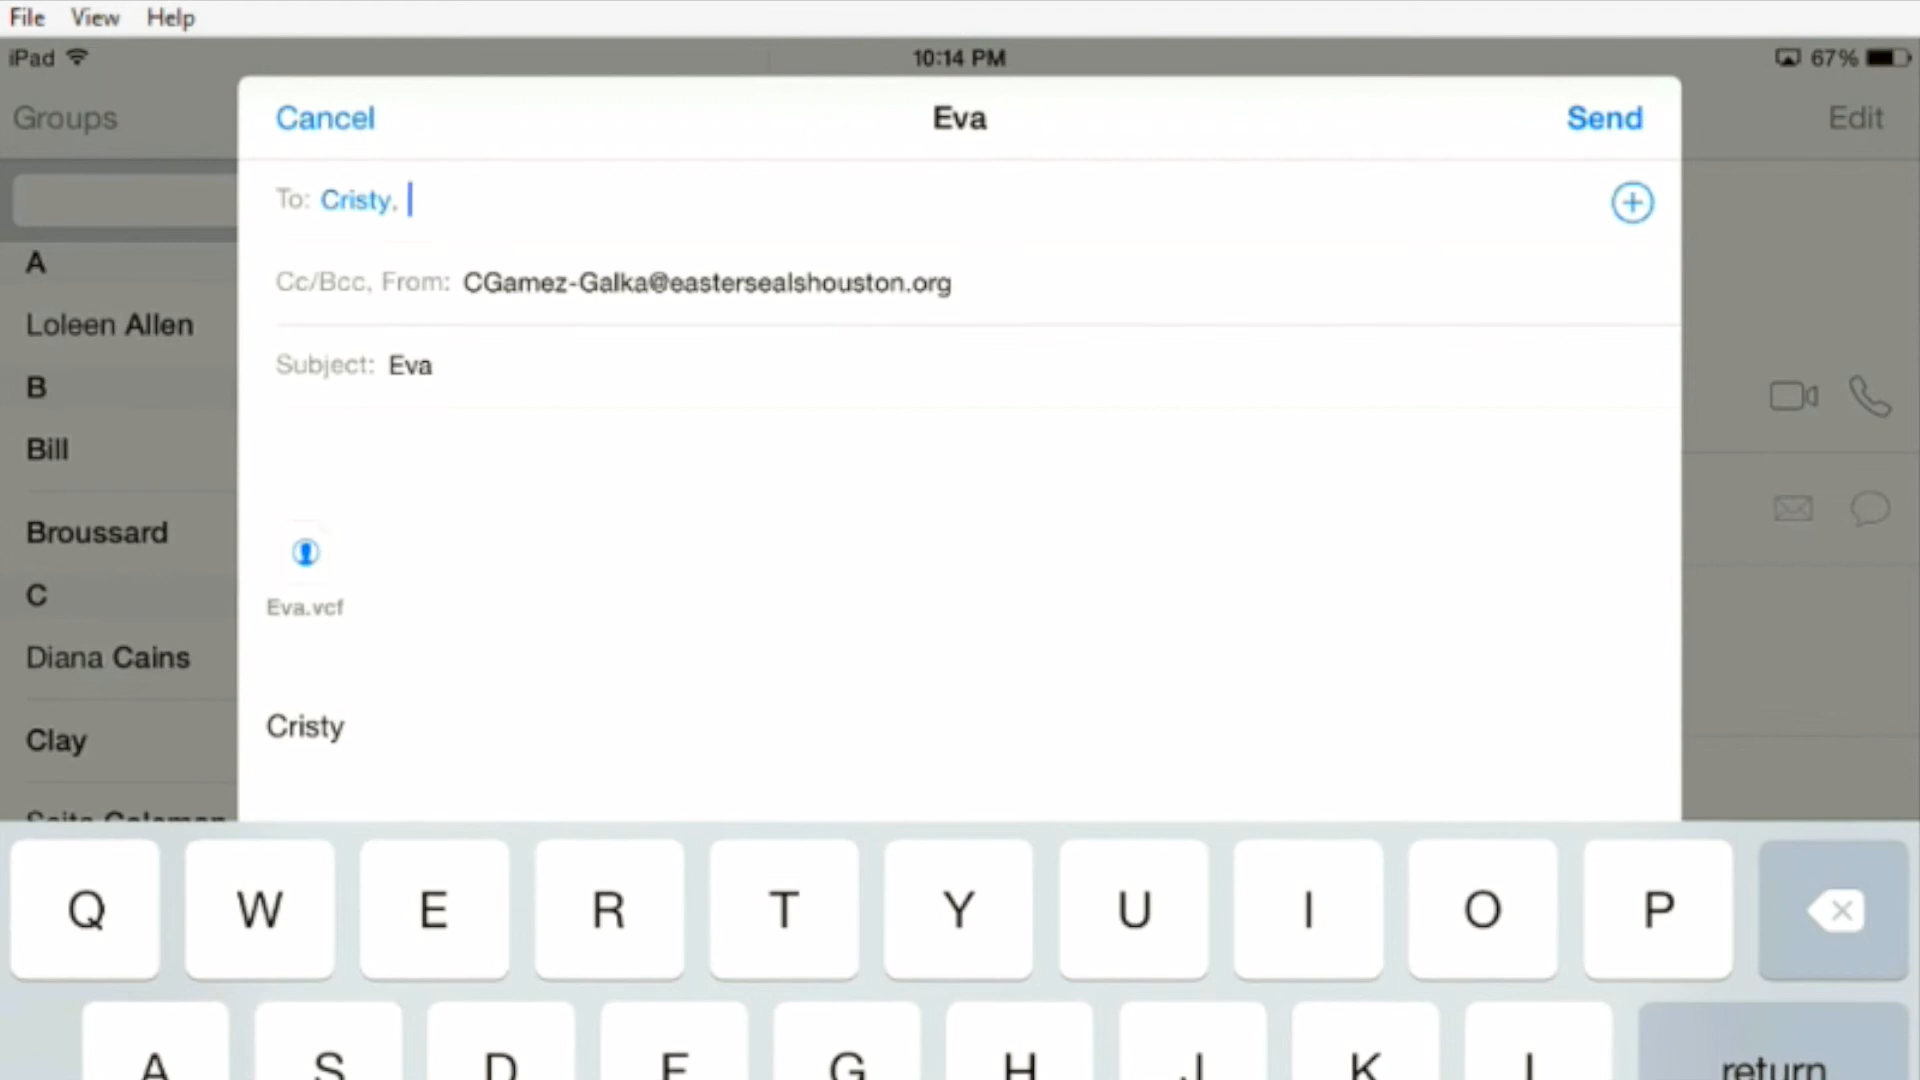 File View Help
iPad 10:14 PM 67%
Groups Cancel Eva Send Edit
To: Cristy,
A
Cc/Bcc, From: CGamez-Galka@eastersealshouston.org
Loleen Allen
Subject: Eva
B
Bill
Broussard
C
Eva.vcf
Diana Cains
Cristy
Clay
Q W E R T Y U I O P
A S D F G H J K L return